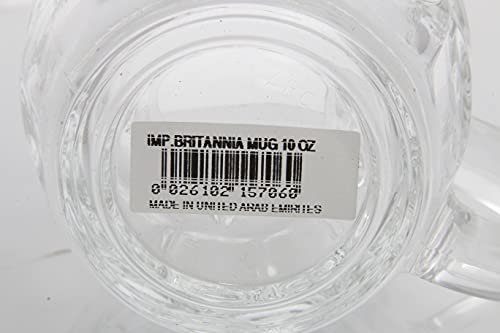 IMP.BRITANNIA MUG 10 OZ
0 026102 157060
MADE IN UNITED ARAB EMIRITES